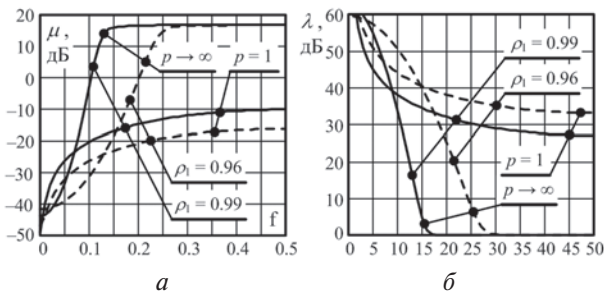 20
10
0
−10
−20
−30
−40
−50
μ ,
дБ
p → ∞
p = 1
ρ₁ = 0.96
ρ₁ = 0.99
f
0 0.1 0.2 0.3 0.4 0.5
а
60
50
40
30
20
10
0
λ ,
дБ
ρ₁ = 0.99
ρ₁ = 0.96
p = 1
p → ∞
0 5 10 15 20 25 30 35 40 45 50
б